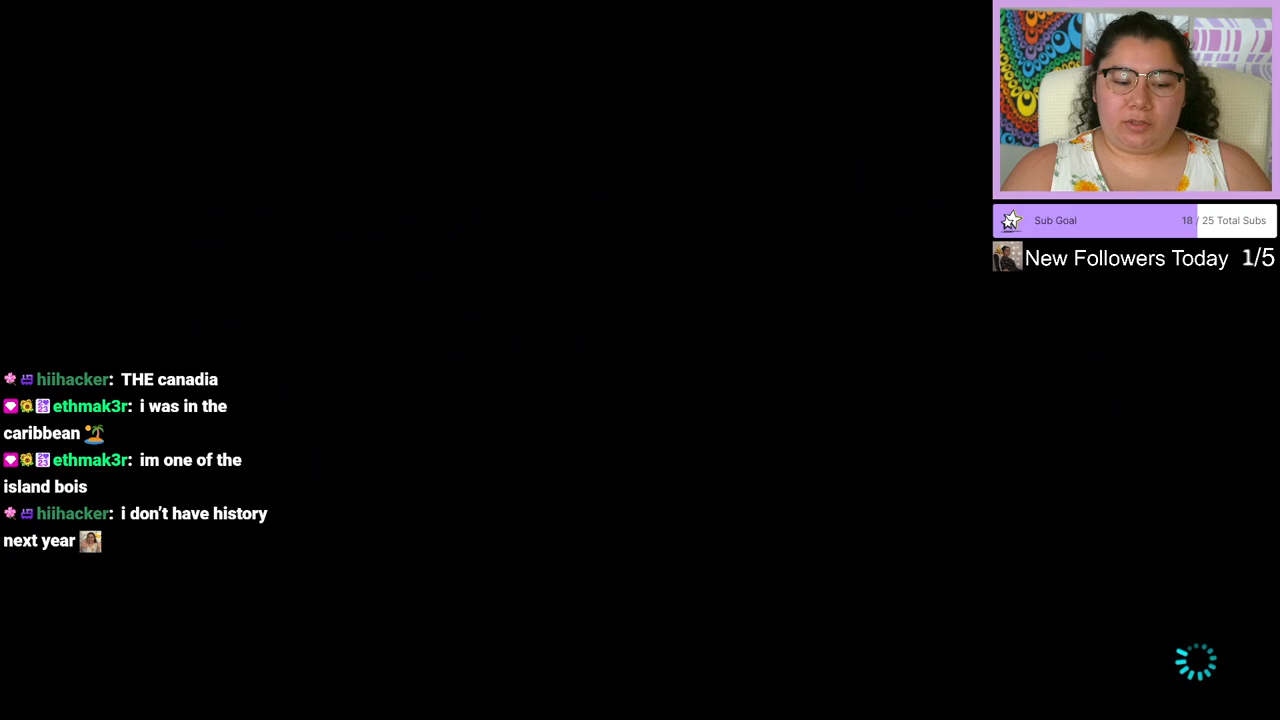 Sub Goal 18 / 25 Total Subs
New Followers Today 1/5
hiihacker: THE canadia
ethmak3r: i was in the
caribbean 🏝️
ethmak3r: im one of the
island bois
hiihacker: i don’t have history
next year